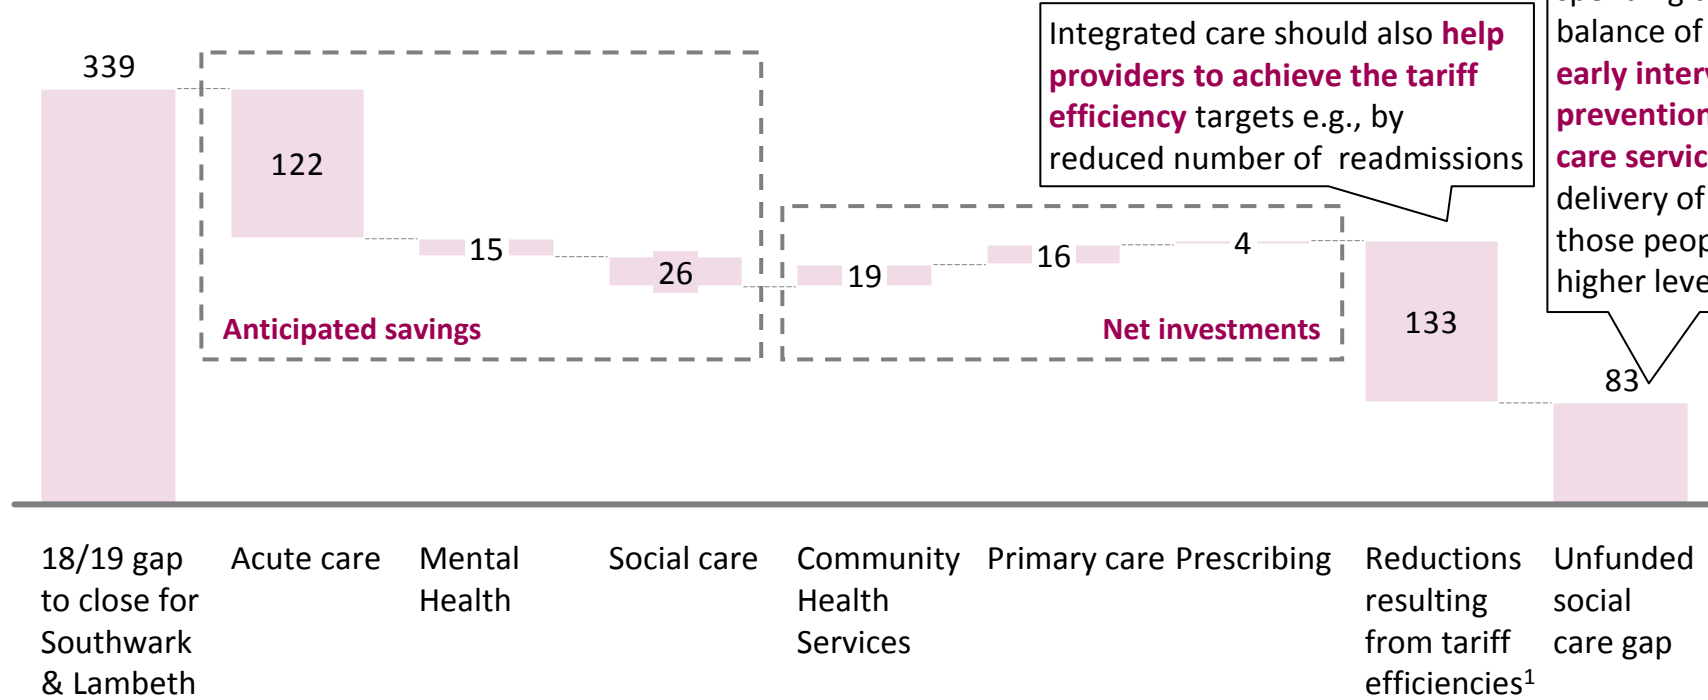 339
122
15
26
Anticipated savings
19
16
4
Net investments
Integrated care should also help
providers to achieve the tariff
efficiency targets e.g., by
reduced number of readmissions
balance of
early
prevention
care
delivery of
those
higher
133
83
18/19 gap
to close for
Southwark
& Lambeth
Acute care
Mental
Health
Social care
Community
Health
Services
Primary care
Prescribing
Reductions
resulting
from tariff
efficiencies¹
Unfunded
social
care gap